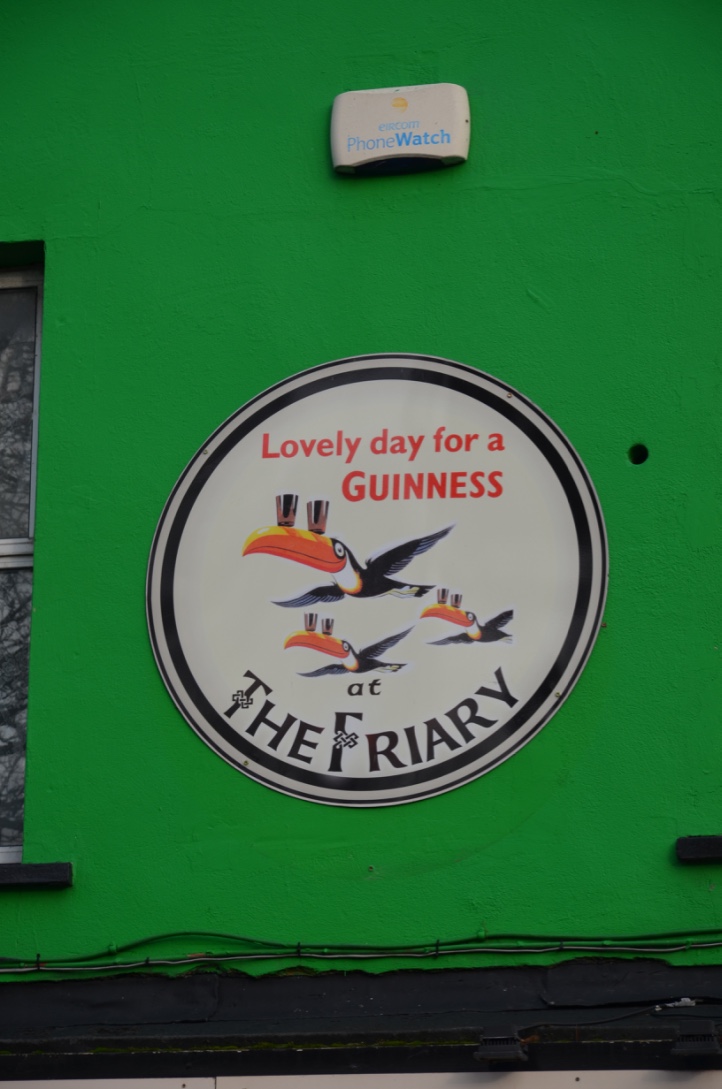 eircom
PhoneWatch
Lovely day for a
GUINNESS
at
THE FRIARY